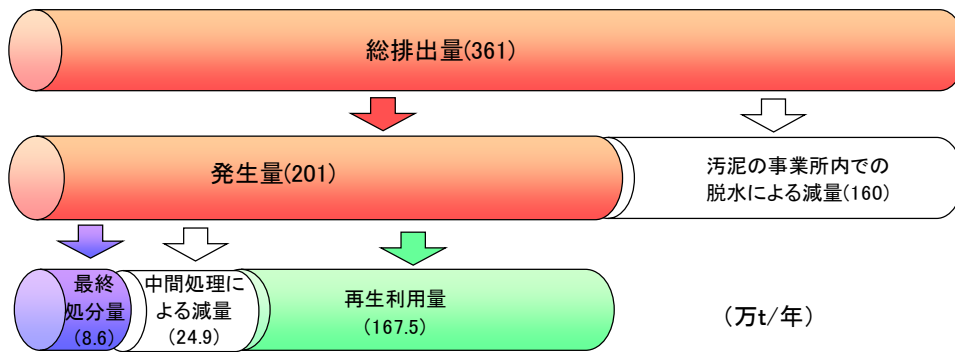 総排出量(361)
発生量(201)
汚泥の事業所内での
脱水による減量(160)
最終
処分量
(8.6)
中間処理に
よる減量
(24.9)
再生利用量
(167.5)
(万t/年)